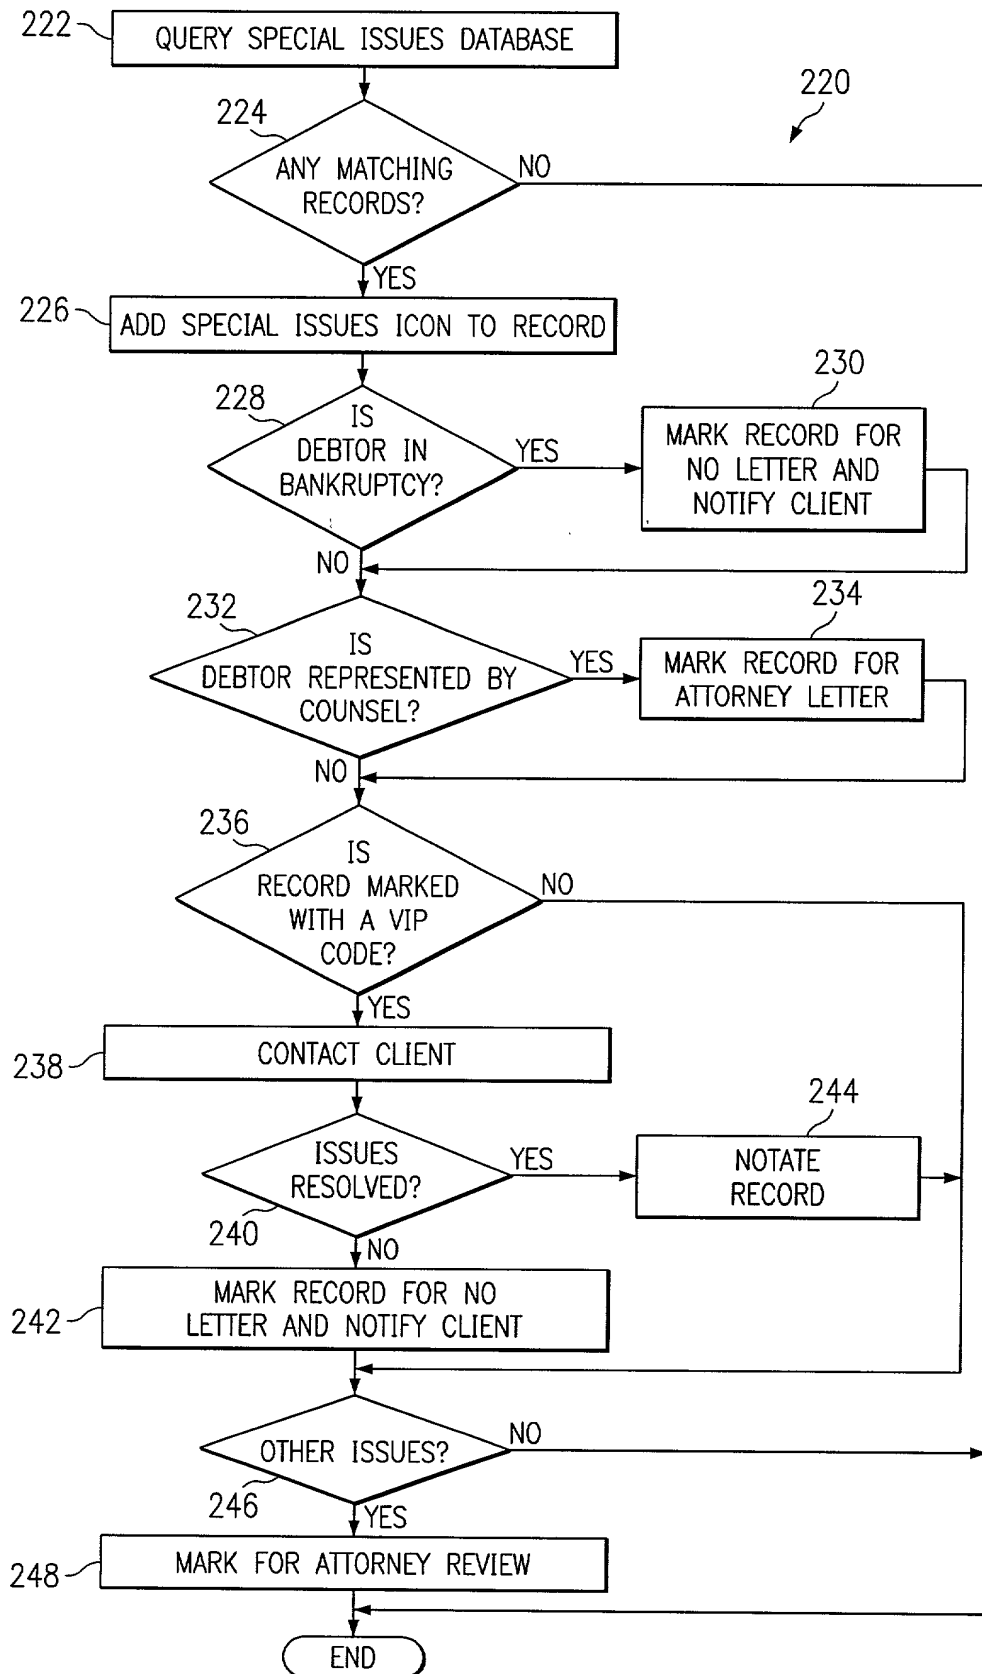 222
QUERY SPECIAL ISSUES DATABASE
220
224
ANY MATCHING
RECORDS?
NO
YES
226
ADD SPECIAL ISSUES ICON TO RECORD
228
IS
DEBTOR IN
BANKRUPTCY?
YES
230
MARK RECORD FOR
NO LETTER AND
NOTIFY CLIENT
NO
232
IS
DEBTOR REPRESENTED BY
COUNSEL?
YES
234
MARK RECORD FOR
ATTORNEY LETTER
NO
236
IS
RECORD MARKED
WITH A VIP
CODE?
NO
YES
238
CONTACT CLIENT
ISSUES
RESOLVED?
240
YES
244
NOTATE
RECORD
NO
242
MARK RECORD FOR NO
LETTER AND NOTIFY CLIENT
OTHER ISSUES?
246
NO
YES
248
MARK FOR ATTORNEY REVIEW
END